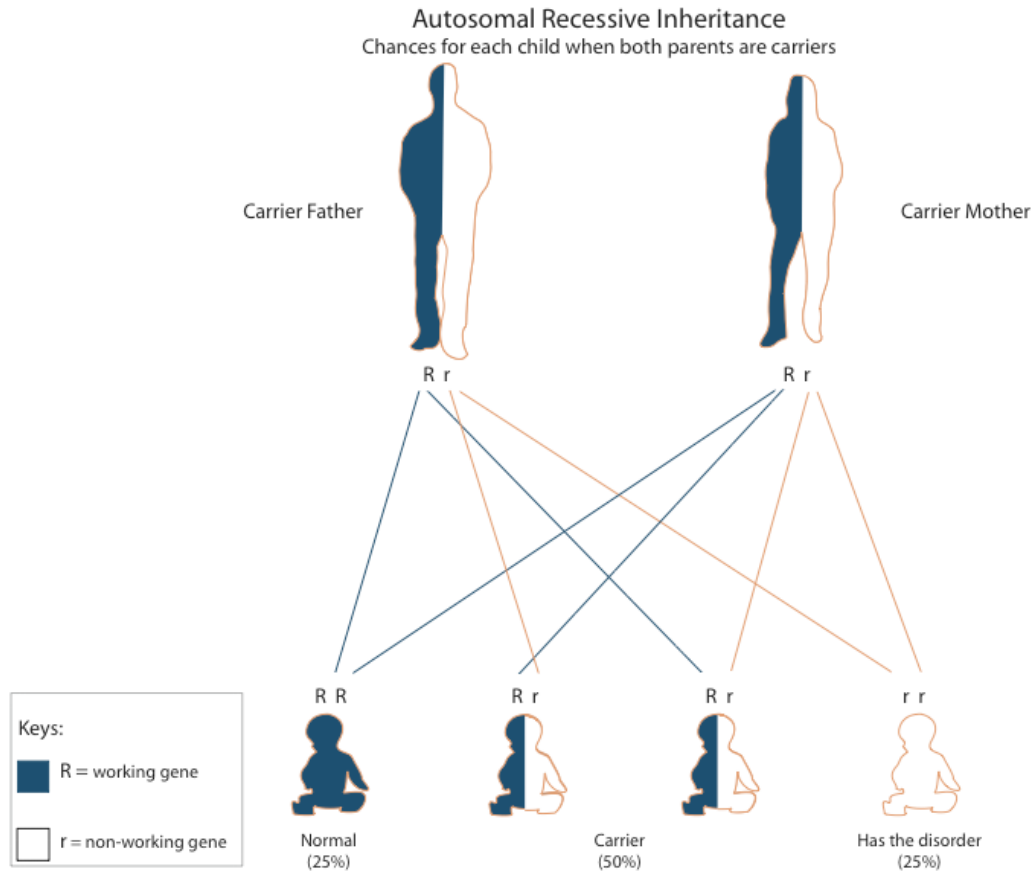 Autosomal Recessive Inheritance
Chances for each child when both parents are carriers
Carrier Father
Carrier Mother
R r
R r
R R
R r
R r
r r
Keys:
R = working gene
r = non-working gene
Normal
(25%)
Carrier
(50%)
Has the disorder
(25%)